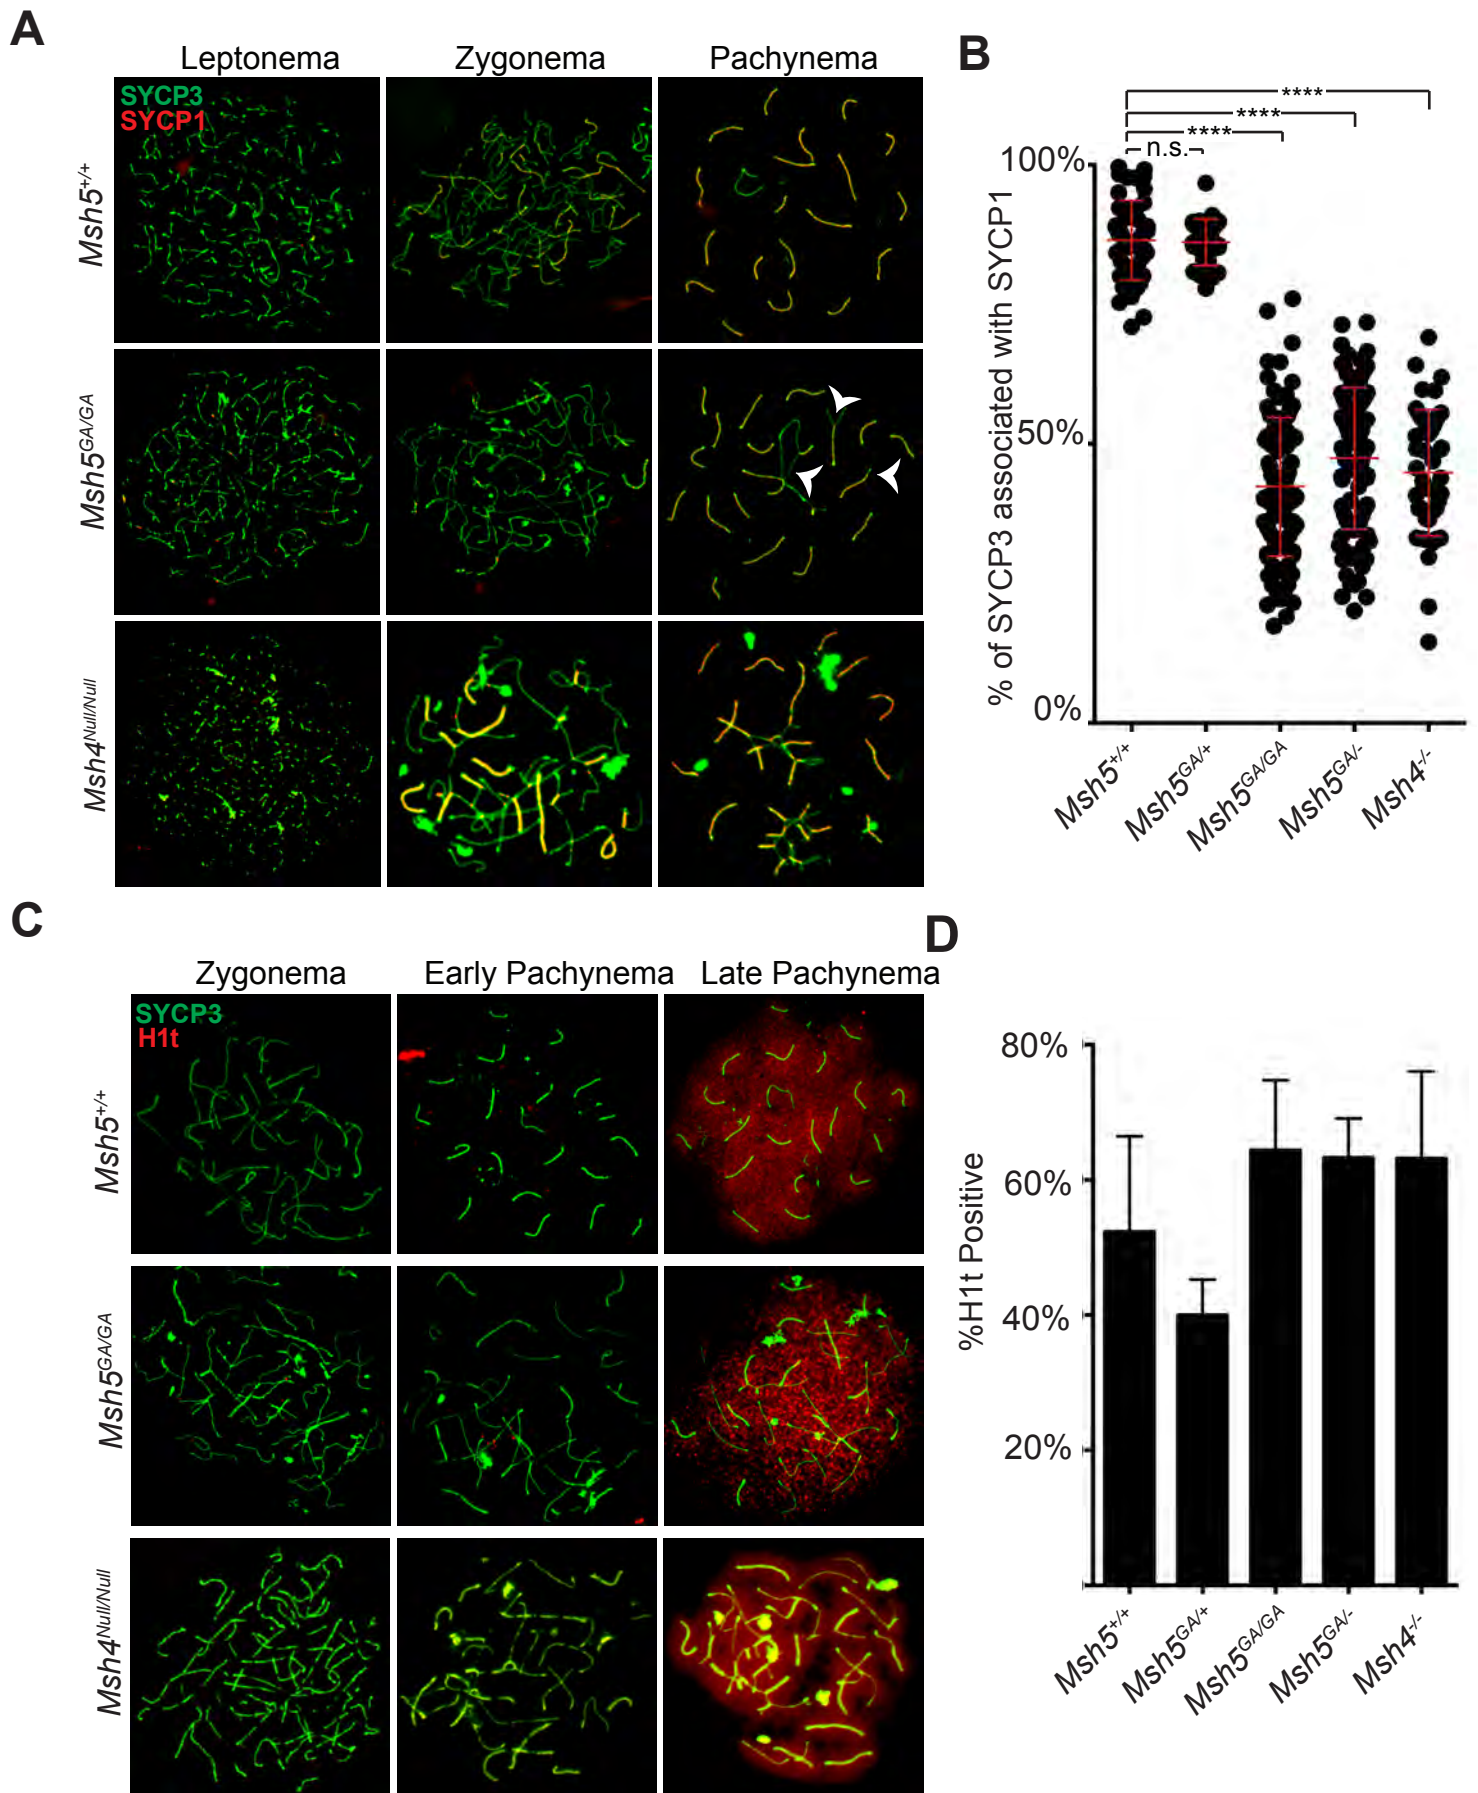 A
Leptonema Zygonema Pachynema
SYCP3
SYCP1
Msh5+/+
Msh5GA/GA
Msh4Null/Null
B
****
****
****
n.s.
100%
50%
0%
% of SYCP3 associated with SYCP1
Msh5+/+ Msh5GA/+ Msh5GA/GA Msh5GA/- Msh4-/-
C
Zygonema Early Pachynema Late Pachynema
SYCP3
H1t
Msh5+/+
Msh5GA/GA
Msh4Null/Null
D
80%
60%
40%
20%
%H1t Positive
Msh5+/+ Msh5GA/+ Msh5GA/GA Msh5GA/- Msh4-/-